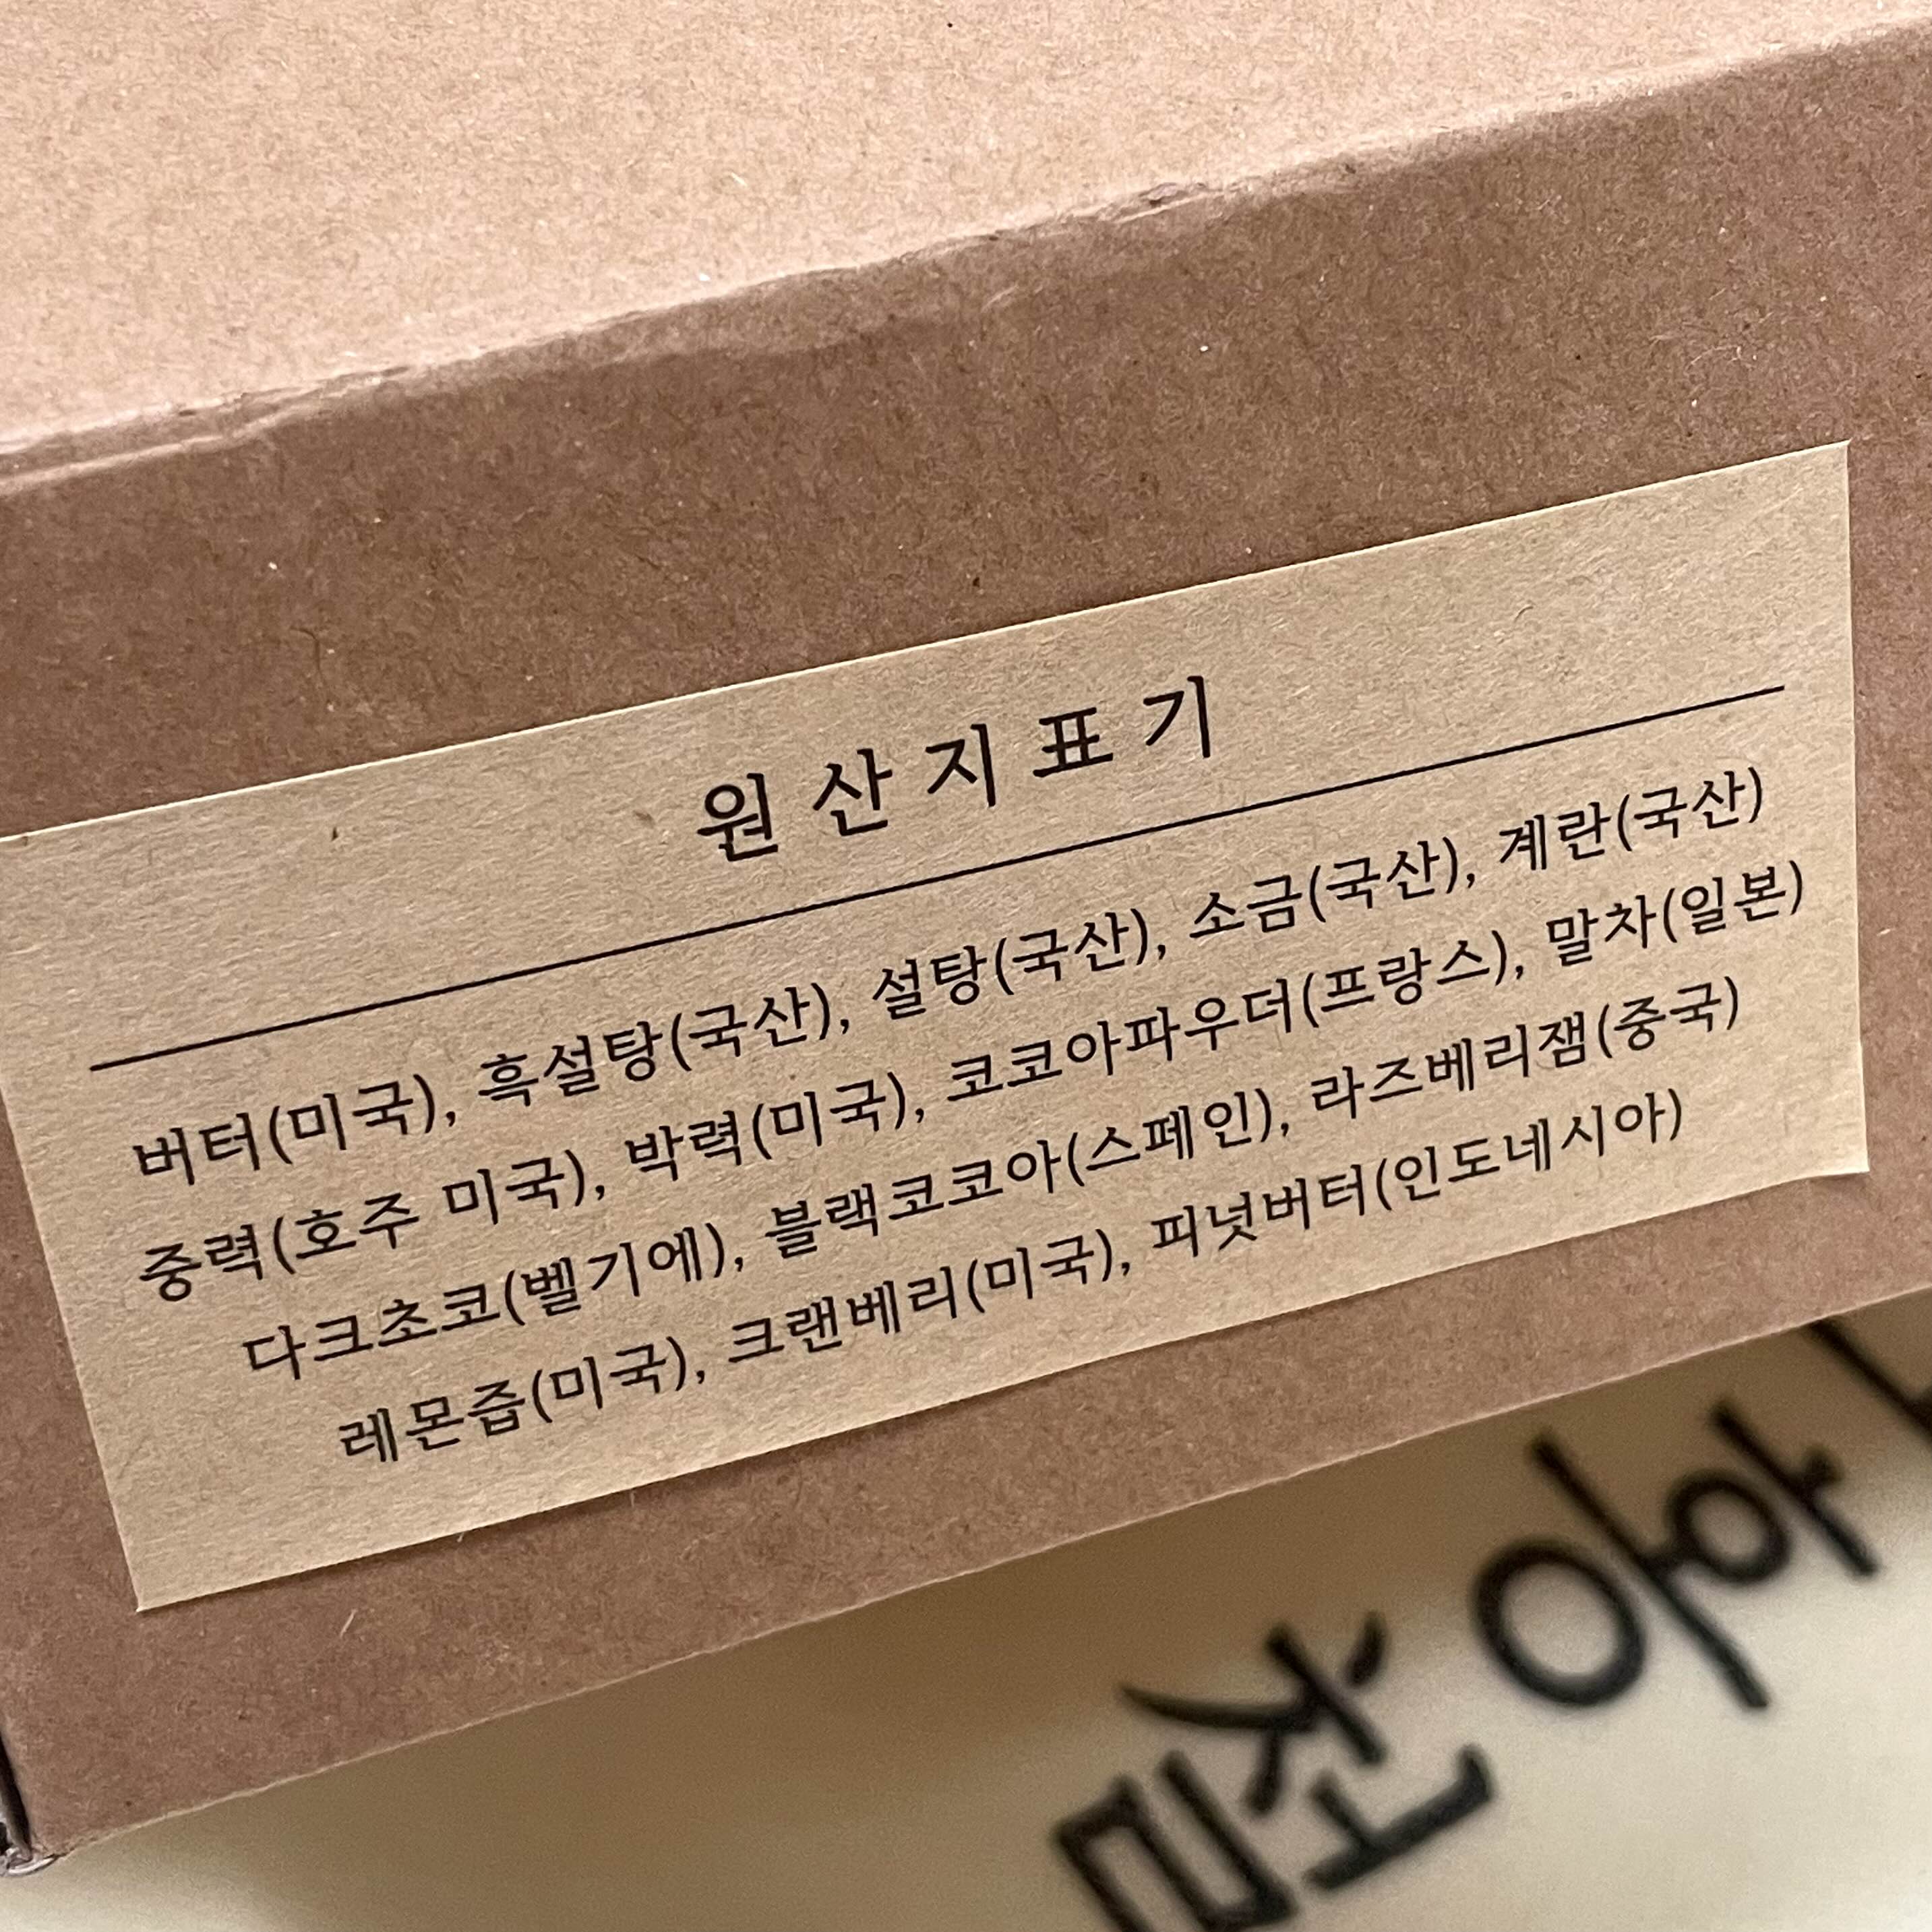 원산지표기
버터(미국), 흑설탕(국산), 설탕(국산), 소금(국산), 계란(국산)
중력(호주 미국), 박력(미국), 코코아파우더(프랑스), 말차(일본)
다크초코(벨기에), 블랙코코아(스페인), 라즈베리잼(중국)
레몬즙(미국), 크랜베리(미국), 피넛버터(인도네시아)